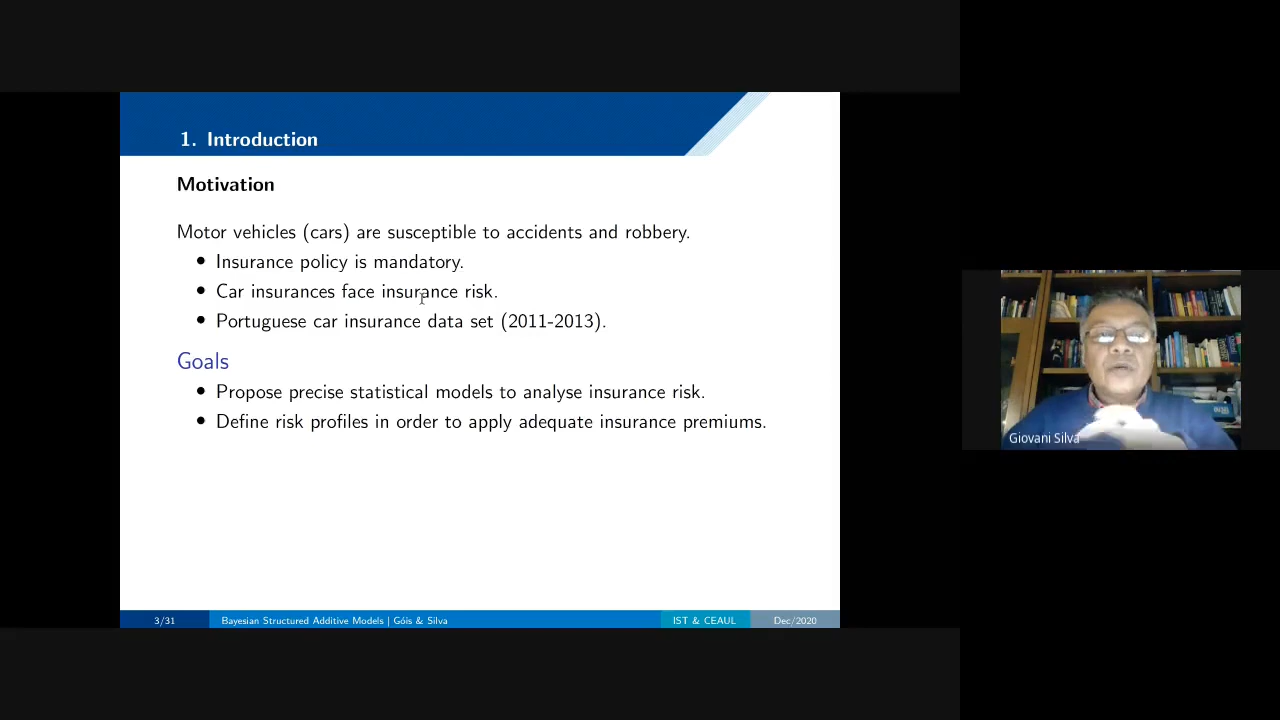 1. Introduction
Motivation
Motor vehicles (cars) are susceptible to accidents and robbery.
• Insurance policy is mandatory.
• Car insurances face insurance risk.
• Portuguese car insurance data set (2011-2013).
Goals
• Propose precise statistical models to analyse insurance risk.
• Define risk profiles in order to apply adequate insurance premiums.
3/31
Bayesian Structured Additive Models | Góis & Silva
IST & CEAUL
Dec/2020
Giovani Silva